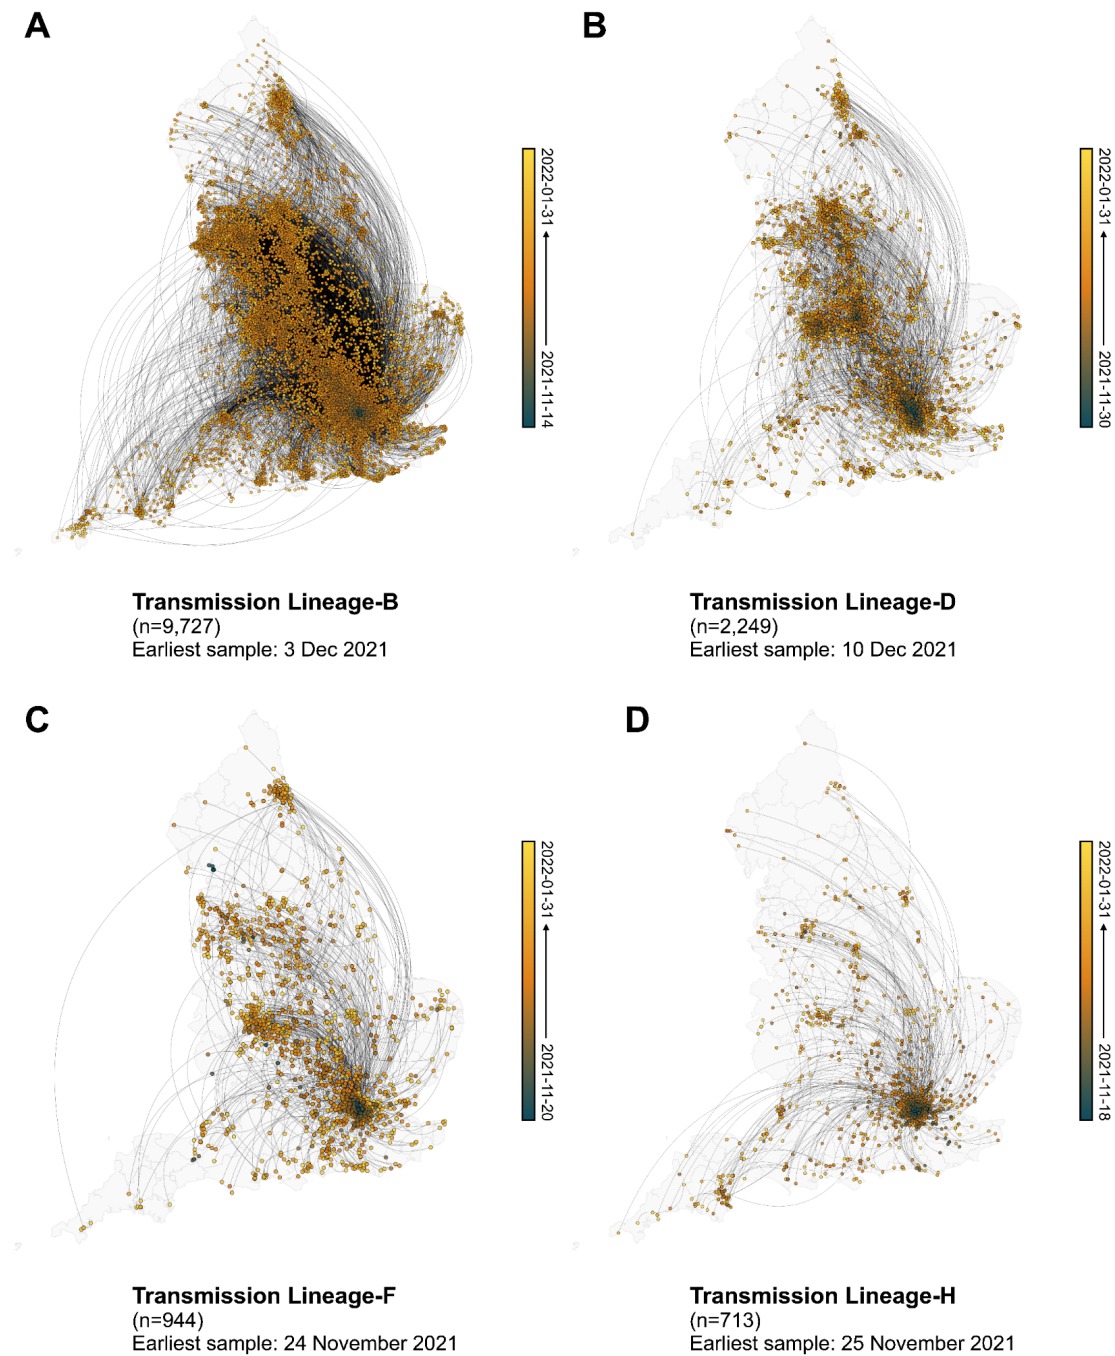 A
2022-01-31
2021-11-14
Transmission Lineage-B
(n=9,727)
Earliest sample: 3 Dec 2021
B
2022-01-31
2021-11-30
Transmission Lineage-D
(n=2,249)
Earliest sample: 10 Dec 2021
C
2022-01-31
2021-11-20
Transmission Lineage-F
(n=944)
Earliest sample: 24 November 2021
D
2022-01-31
2021-11-18
Transmission Lineage-H
(n=713)
Earliest sample: 25 November 2021